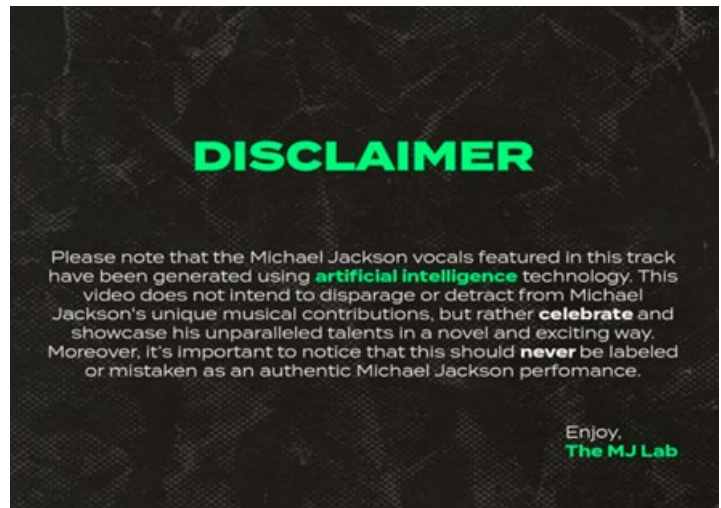 DISCLAIMER
Please note that the Michael Jackson vocals featured in this track
have been generated using artificial intelligence technology. This
video does not intend to disparage or detract from Michael
Jackson's unique musical contributions, but rather celebrate and
showcase his unparalleled talents in a novel and exciting way.
Moreover, it's important to notice that this should never be labeled
or mistaken as an authentic Michael Jackson perfomance.
Enjoy,
The MJ Lab